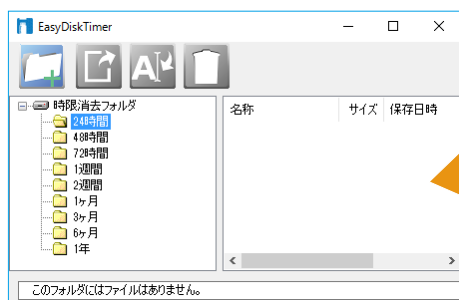 EasyDiskTimer
時限消去フォルダ
24時間
48時間
72時間
1週間
2週間
1ヶ月
3ヶ月
6ヶ月
1年
名称 サイズ 保存日時
このフォルダにはファイルはありません。